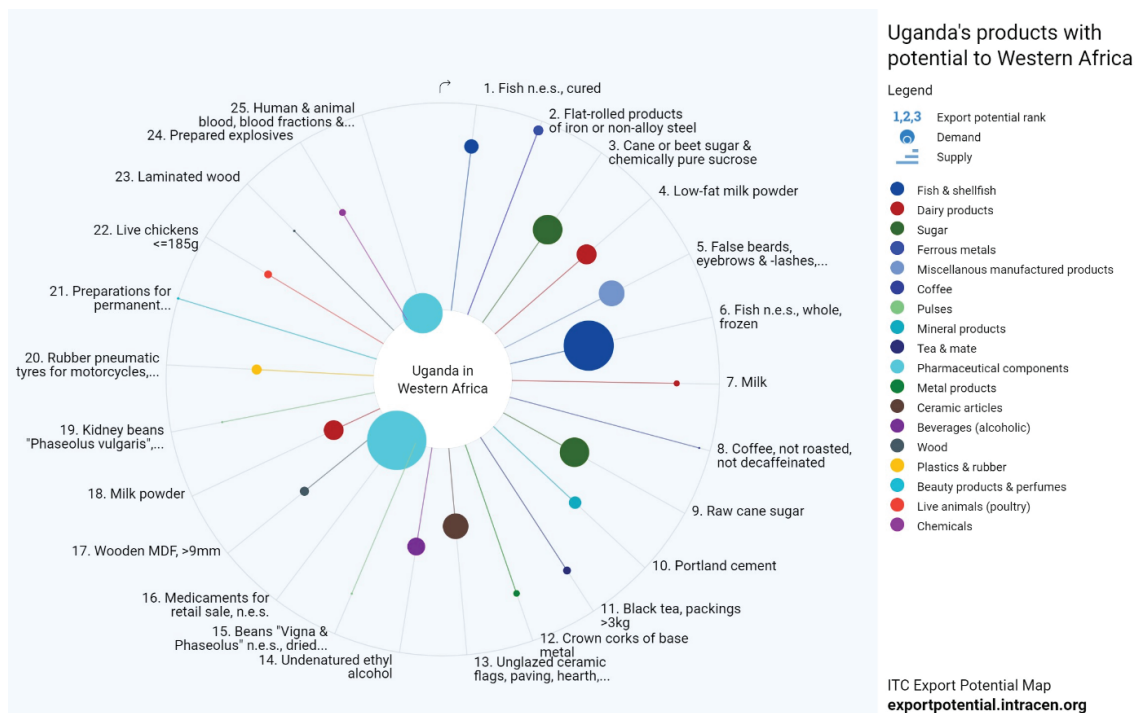 Uganda's products with
potential to Western Africa
Legend
1,2,3 Export potential rank
Demand
Supply
Fish & shellfish
Dairy products
Sugar
Ferrous metals
Miscellanous manufactured products
Coffee
Pulses
Mineral products
Tea & mate
Pharmaceutical components
Metal products
Ceramic articles
Beverages (alcoholic)
Wood
Plastics & rubber
Beauty products & perfumes
Live animals (poultry)
Chemicals
ITC Export Potential Map
exportpotential.intracen.org
Uganda in
Western Africa
1. Fish n.e.s., cured
2. Flat-rolled products
of iron or non-alloy steel
3. Cane or beet sugar &
chemically pure sucrose
4. Low-fat milk powder
5. False beards,
eyebrows & -lashes,...
6. Fish n.e.s., whole,
frozen
7. Milk
8. Coffee, not roasted,
not decaffeinated
9. Raw cane sugar
10. Portland cement
11. Black tea, packings
>3kg
12. Crown corks of base
metal
13. Unglazed ceramic
flags, paving, hearth,...
14. Undenatured ethyl
alcohol
15. Beans "Vigna &
Phaseolus" n.e.s., dried...
16. Medicaments for
retail sale, n.e.s.
17. Wooden MDF, >9mm
18. Milk powder
19. Kidney beans
"Phaseolus vulgaris",...
20. Rubber pneumatic
tyres for motorcycles,...
21. Preparations for
permanent...
22. Live chickens
<=185g
23. Laminated wood
24. Prepared explosives
25. Human & animal
blood, blood fractions &...